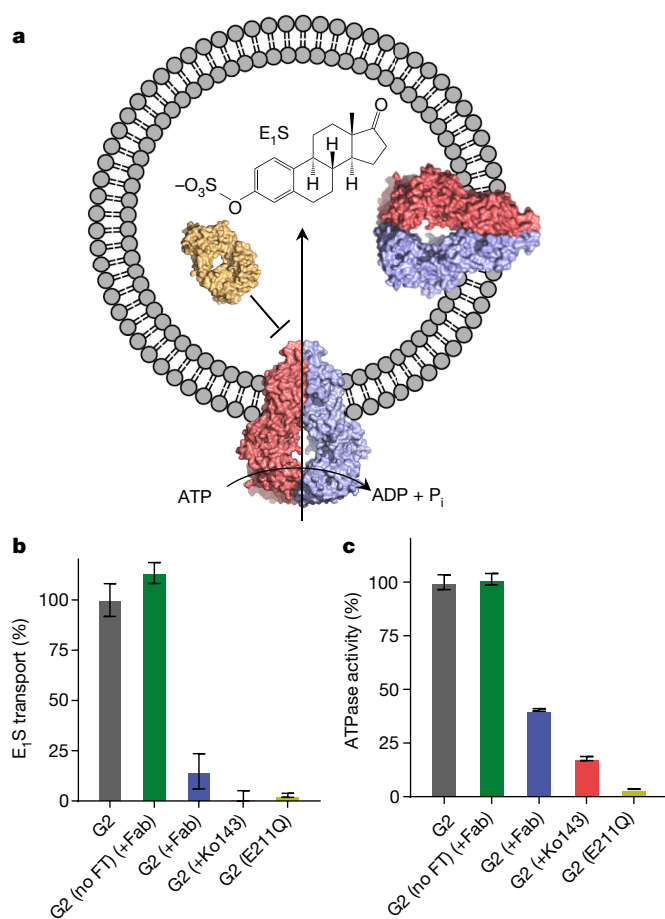 a
E₁S
O
H
H
H
−O₃S
O
ATP
ADP + Pᵢ
b
E₁S transport (%)
100
75
50
25
0
G2
G2 (no FT) (+Fab)
G2 (+Fab)
G2 (+Ko143)
G2 (E211Q)
c
ATPase activity (%)
100
75
50
25
0
G2
G2 (no FT) (+Fab)
G2 (+Fab)
G2 (+Ko143)
G2 (E211Q)